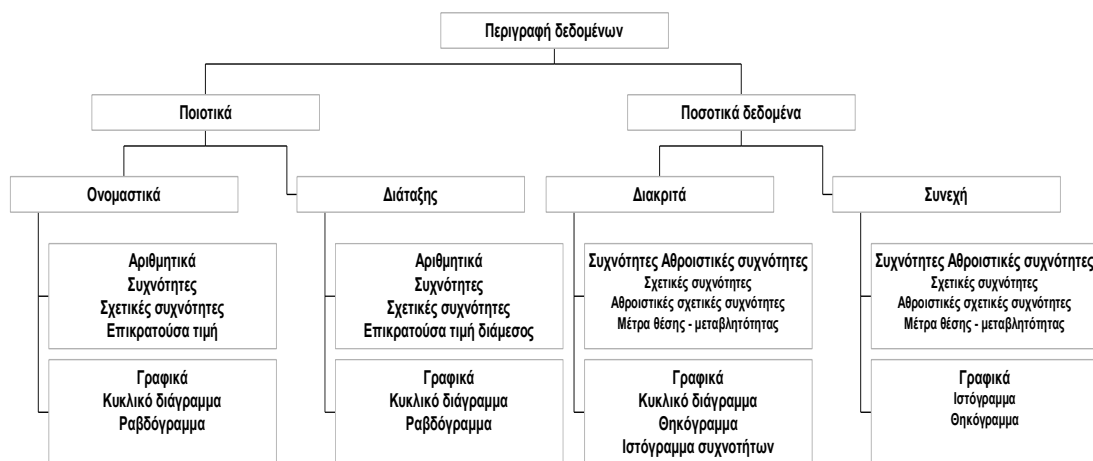 Περιγραφή δεδομένων
Ποιοτικά
Ποσοτικά δεδομένα
Ονομαστικά
Διάταξης
Διακριτά
Συνεχή
Αριθμητικά
Συχνότητες
Σχετικές συχνότητες
Επικρατούσα τιμή
Αριθμητικά
Συχνότητες
Σχετικές συχνότητες
Επικρατούσα τιμή διάμεσος
Συχνότητες Αθροιστικές συχνότητες
Σχετικές συχνότητες
Αθροιστικές σχετικές συχνότητες
Μέτρα θέσης - μεταβλητότητας
Συχνότητες Αθροιστικές συχνότητες
Σχετικές συχνότητες
Αθροιστικές σχετικές συχνότητες
Μέτρα θέσης - μεταβλητότητας
Γραφικά
Κυκλικό διάγραμμα
Ραβδόγραμμα
Γραφικά
Κυκλικό διάγραμμα
Ραβδόγραμμα
Γραφικά
Κυκλικό διάγραμμα
Θηκόγραμμα
Ιστόγραμμα συχνοτήτων
Γραφικά
Ιστόγραμμα
Θηκόγραμμα